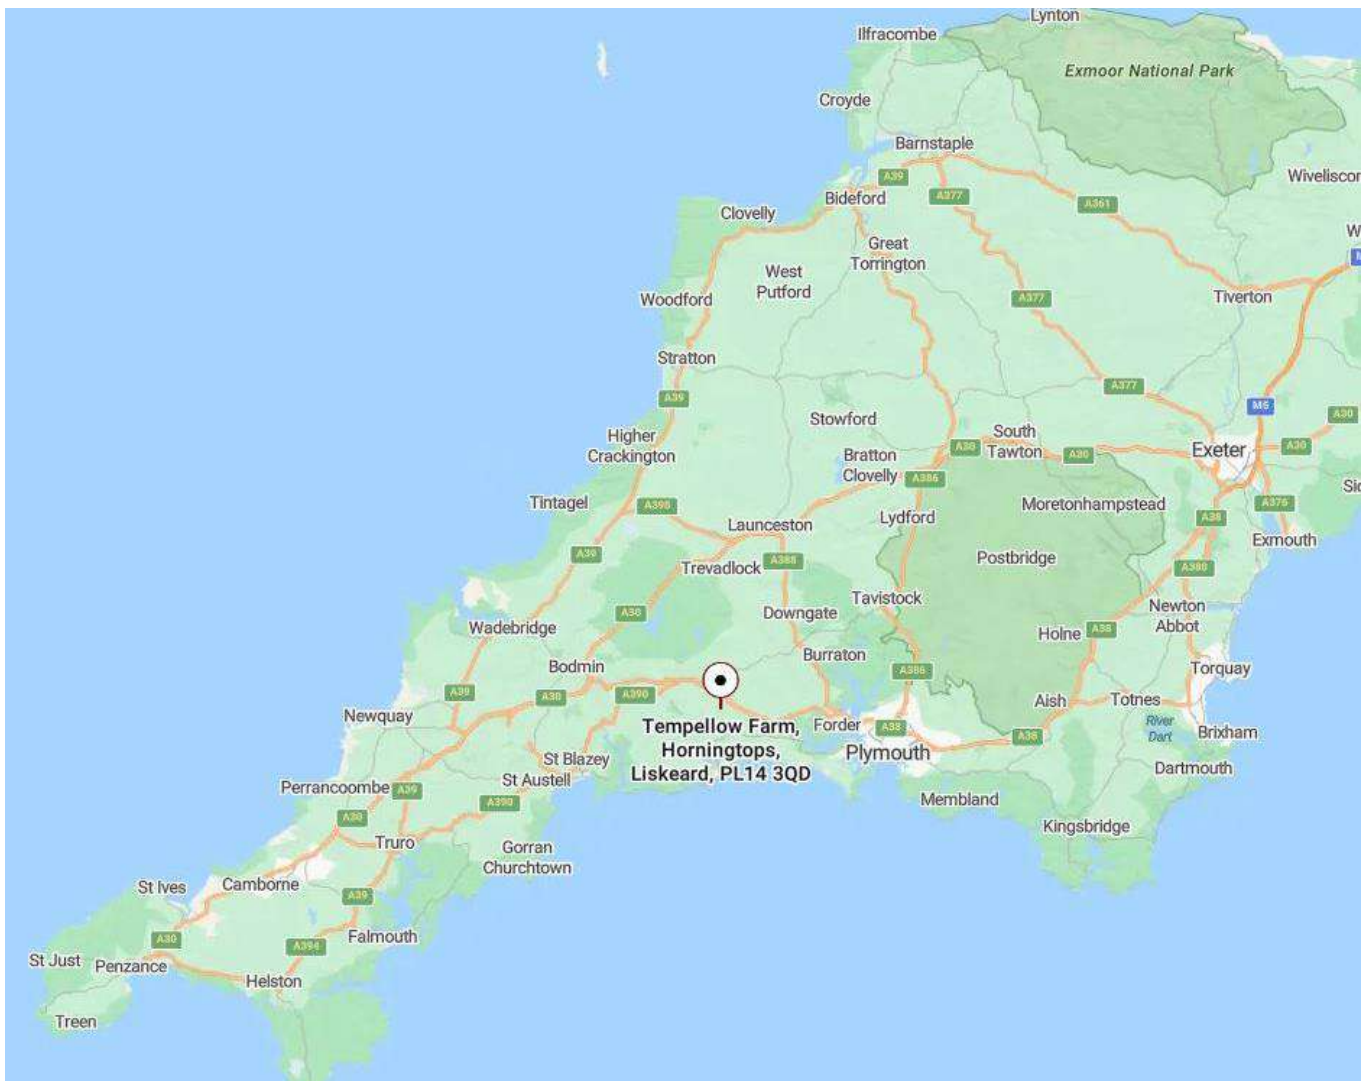 Lynton
Ilfracombe
Exmoor National Park
Croyde
Barnstaple
A39
A377
Wiveliscom
Bideford
A361
Clovelly
Great
Torrington
West
Putford
Woodford
A377
Tiverton
Stratton
A377
A39
M5
A30
Stowford
Higher
Crackington
South
Tawton
A30
A30
Exeter
A30
Bratton
Clovelly
A386
Tintagel
Moretonhampstead
Launceston
Lydford
A38
A376
Exmouth
A39
Postbridge
Trevadlock
A388
A380
Tavistock
Downgate
A30
Newton
Abbot
Wadebridge
Holne
A38
Burraton
Bodmin
A386
Torquay
A39
A30
A390
Aish
Totnes
Newquay
Tempellow Farm,
Horningtops,
Liskeard, PL14 3QD
Forder
A38
Plymouth
A38
River
Dart
Brixham
St Blazey
St Austell
Dartmouth
Perrancoombe
A39
A390
Membland
A30
Kingsbridge
Truro
Gorran
Churchtown
St Ives
Camborne
A39
Falmouth
A30
A394
St Just
Penzance
Helston
Treen